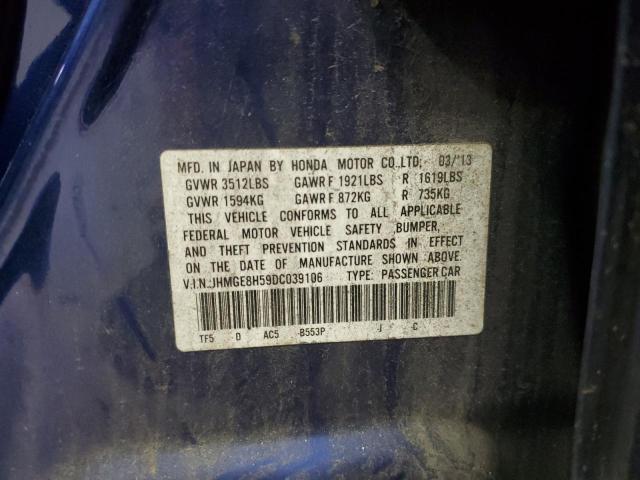 MFD. IN JAPAN BY HONDA MOTOR CO.,LTD. 03/'13
GVWR 3512LBS GAWR F 1921LBS R 1619LBS
GVWR 1594KG GAWR F 872KG R 735KG
THIS VEHICLE CONFORMS TO ALL APPLICABLE
FEDERAL MOTOR VEHICLE SAFETY, BUMPER,
AND THEFT PREVENTION STANDARDS IN EFFECT
ON THE DATE OF MANUFACTURE SHOWN ABOVE.
V.I.N.:JHMGE8H59DC039106 TYPE: PASSENGER CAR
TF5 -D AC5 -B553P -J -C